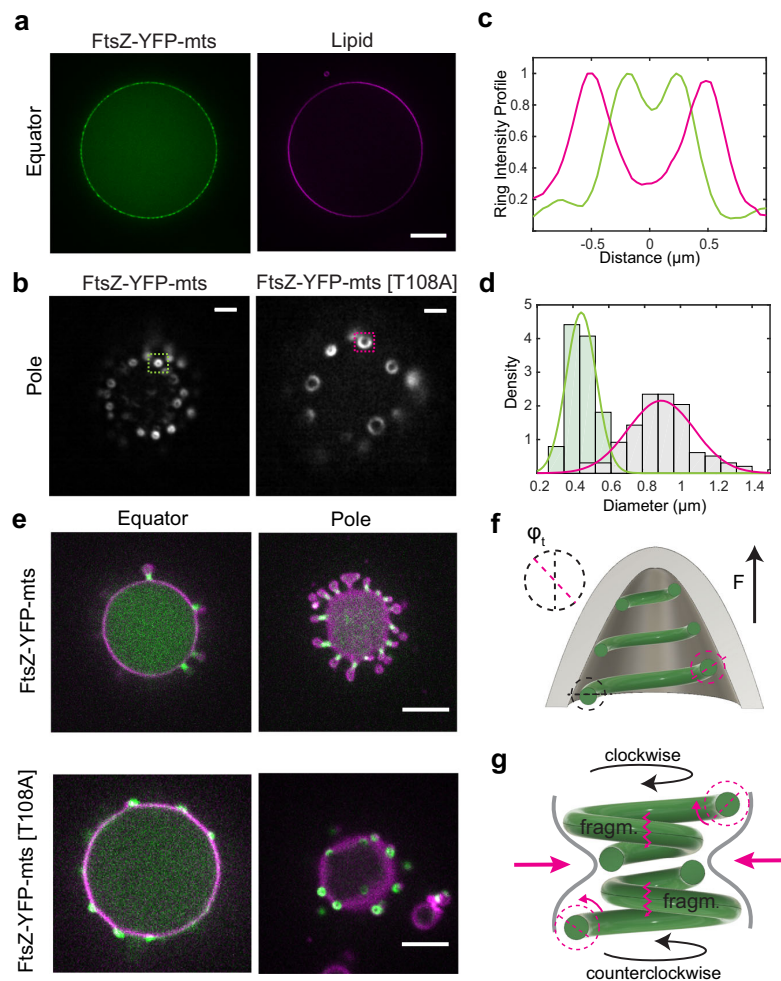 a
FtsZ-YFP-mts
Lipid
Equator
b
FtsZ-YFP-mts
FtsZ-YFP-mts [T108A]
Pole
c
Ring Intensity Profile
1
0.8
0.6
0.4
0.2
-0.5
0
0.5
Distance (µm)
d
Density
5
4
3
2
1
0
0.2
0.4
0.6
0.8
1
1.2
1.4
Diameter (µm)
e
Equator
Pole
FtsZ-YFP-mts
FtsZ-YFP-mts [T108A]
f
φt
F
g
clockwise
fragm.
fragm.
counterclockwise